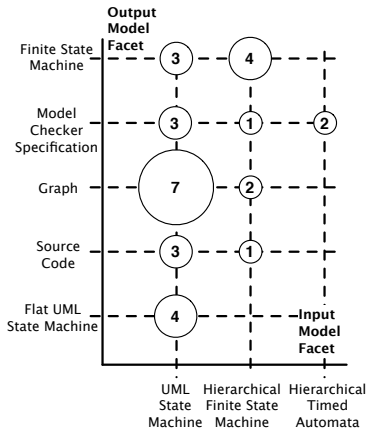 Output
Model
Facet
Finite State
Machine
3
4
Model
Checker
Specification
3
1
2
Graph
7
2
Source
Code
3
1
Flat UML
State Machine
4
Input
Model
Facet
UML
State
Machine
Hierarchical
Finite State
Machine
Hierarchical
Timed
Automata